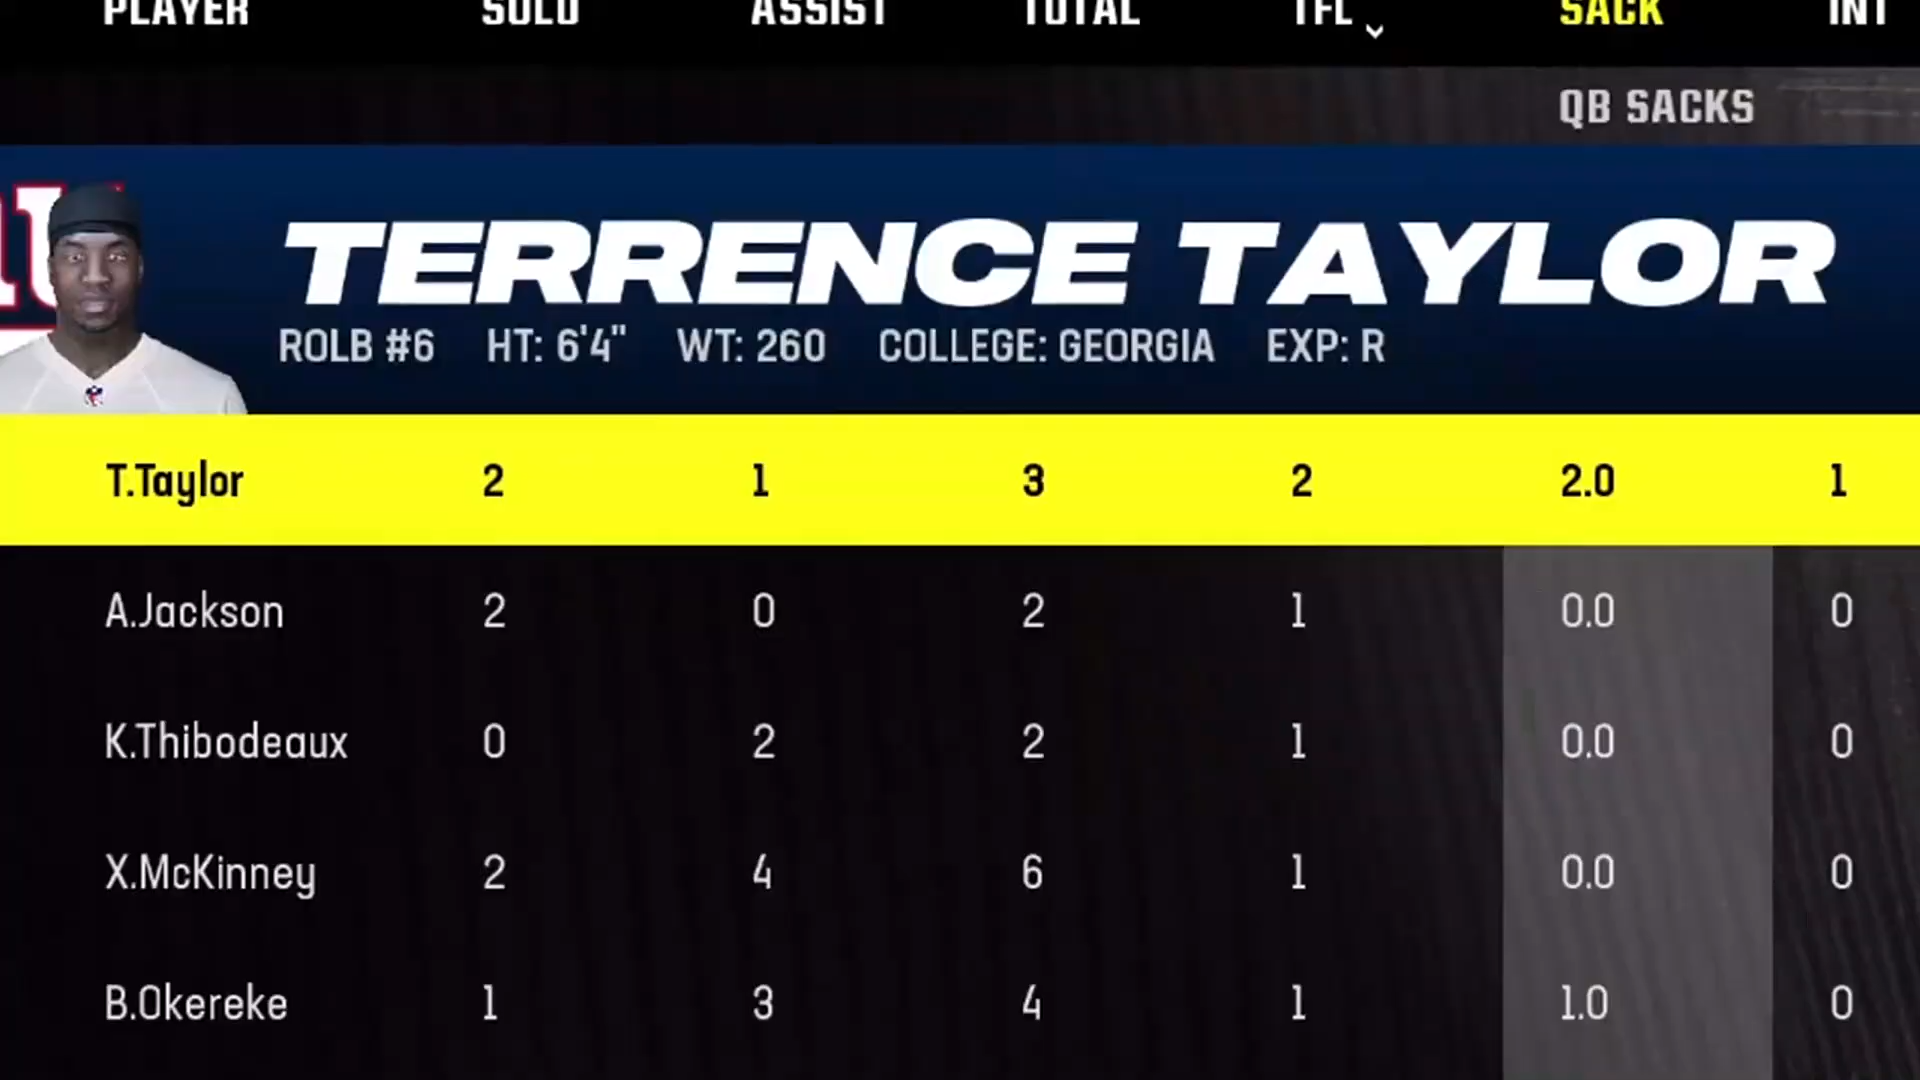 PLAYER SOLO ASSIST TOTAL TFL SACK INT
QB SACKS
TERRENCE TAYLOR
ROLB #6 HT: 6'4" WT: 260 COLLEGE: GEORGIA EXP: R
T.Taylor 2 1 3 2 2.0 1
A.Jackson 2 0 2 1 0.0 0
K.Thibodeaux 0 2 2 1 0.0 0
X.McKinney 2 4 6 1 0.0 0
B.Okereke 1 3 4 1 1.0 0